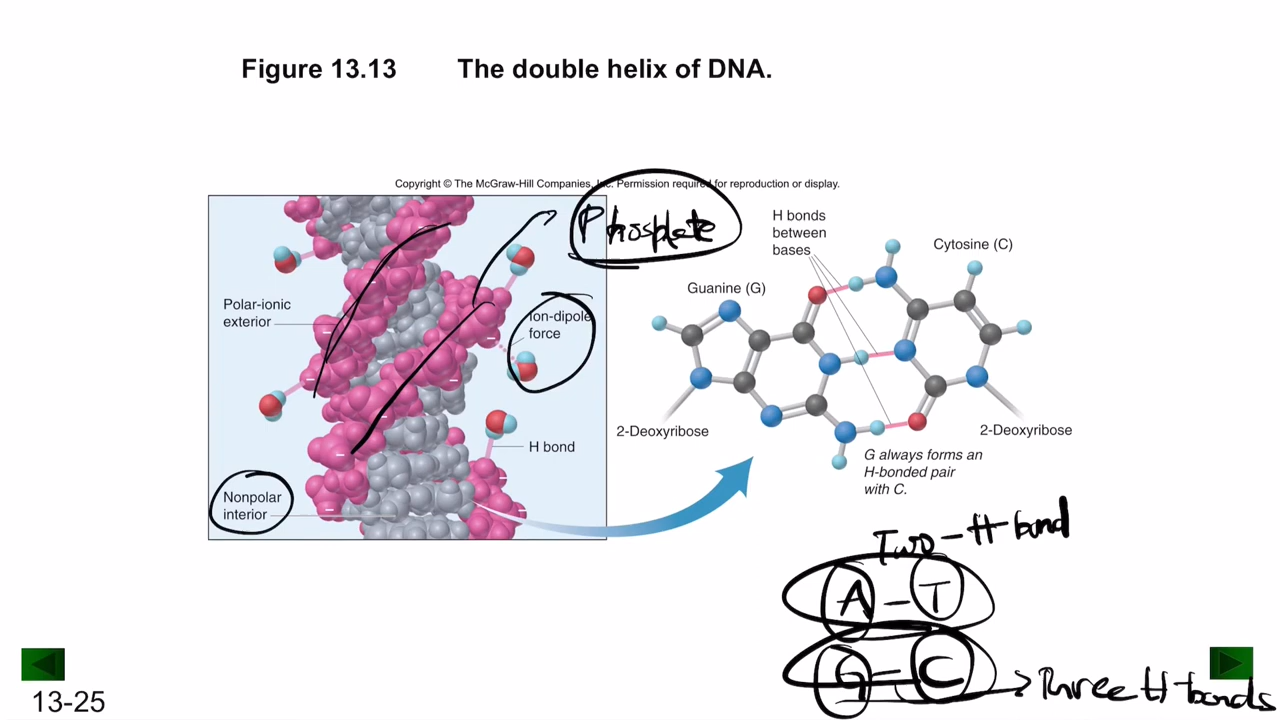 Figure 13.13 The double helix of DNA.
Copyright © The McGraw-Hill Companies, Inc. Permission required for reproduction or display.
Phosphate
Polar-ionic
exterior
Ion-dipole
force
H bond
Nonpolar
interior
H bonds
between
bases
Guanine (G)
Cytosine (C)
2-Deoxyribose
2-Deoxyribose
G always forms an
H-bonded pair
with C.
Two-H bond
A - T
G - C
Three H-bonds
13-25